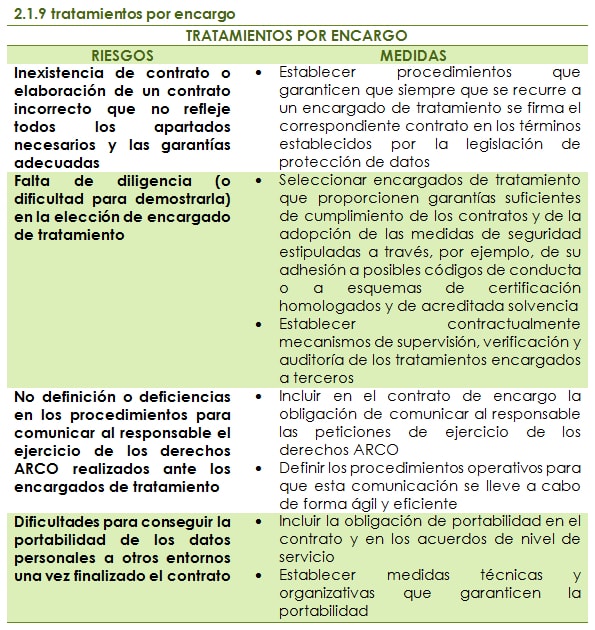 2.1.9 tratamientos por encargo
TRATAMIENTOS POR ENCARGO
RIESGOS
MEDIDAS
Inexistencia de contrato o
elaboración de un contrato
incorrecto que no refleje
todos los apartados
necesarios y las garantías
adecuadas
• Establecer procedimientos que
garanticen que siempre que se recurre a
un encargado de tratamiento se firma el
correspondiente contrato en los términos
establecidos por la legislación de
protección de datos
Falta de diligencia (o
dificultad para demostrarla)
en la elección de encargado
de tratamiento
• Seleccionar encargados de tratamiento
que proporcionen garantías suficientes
de cumplimiento de los contratos y de la
adopción de las medidas de seguridad
estipuladas a través, por ejemplo, de su
adhesión a posibles códigos de conducta
o a esquemas de certificación
homologados y de acreditada solvencia
• Establecer contractualmente
mecanismos de supervisión, verificación y
auditoría de los tratamientos encargados
a terceros
No definición o deficiencias
en los procedimientos para
comunicar al responsable el
ejercicio de los derechos
ARCO realizados ante los
encargados de tratamiento
• Incluir en el contrato de encargo la
obligación de comunicar al responsable
las peticiones de ejercicio de los
derechos ARCO
• Definir los procedimientos operativos para
que esta comunicación se lleve a cabo
de forma ágil y eficiente
Dificultades para conseguir la
portabilidad de los datos
personales a otros entornos
una vez finalizado el contrato
• Incluir la obligación de portabilidad en el
contrato y en los acuerdos de nivel de
servicio
• Establecer medidas técnicas y
organizativas que garanticen la
portabilidad